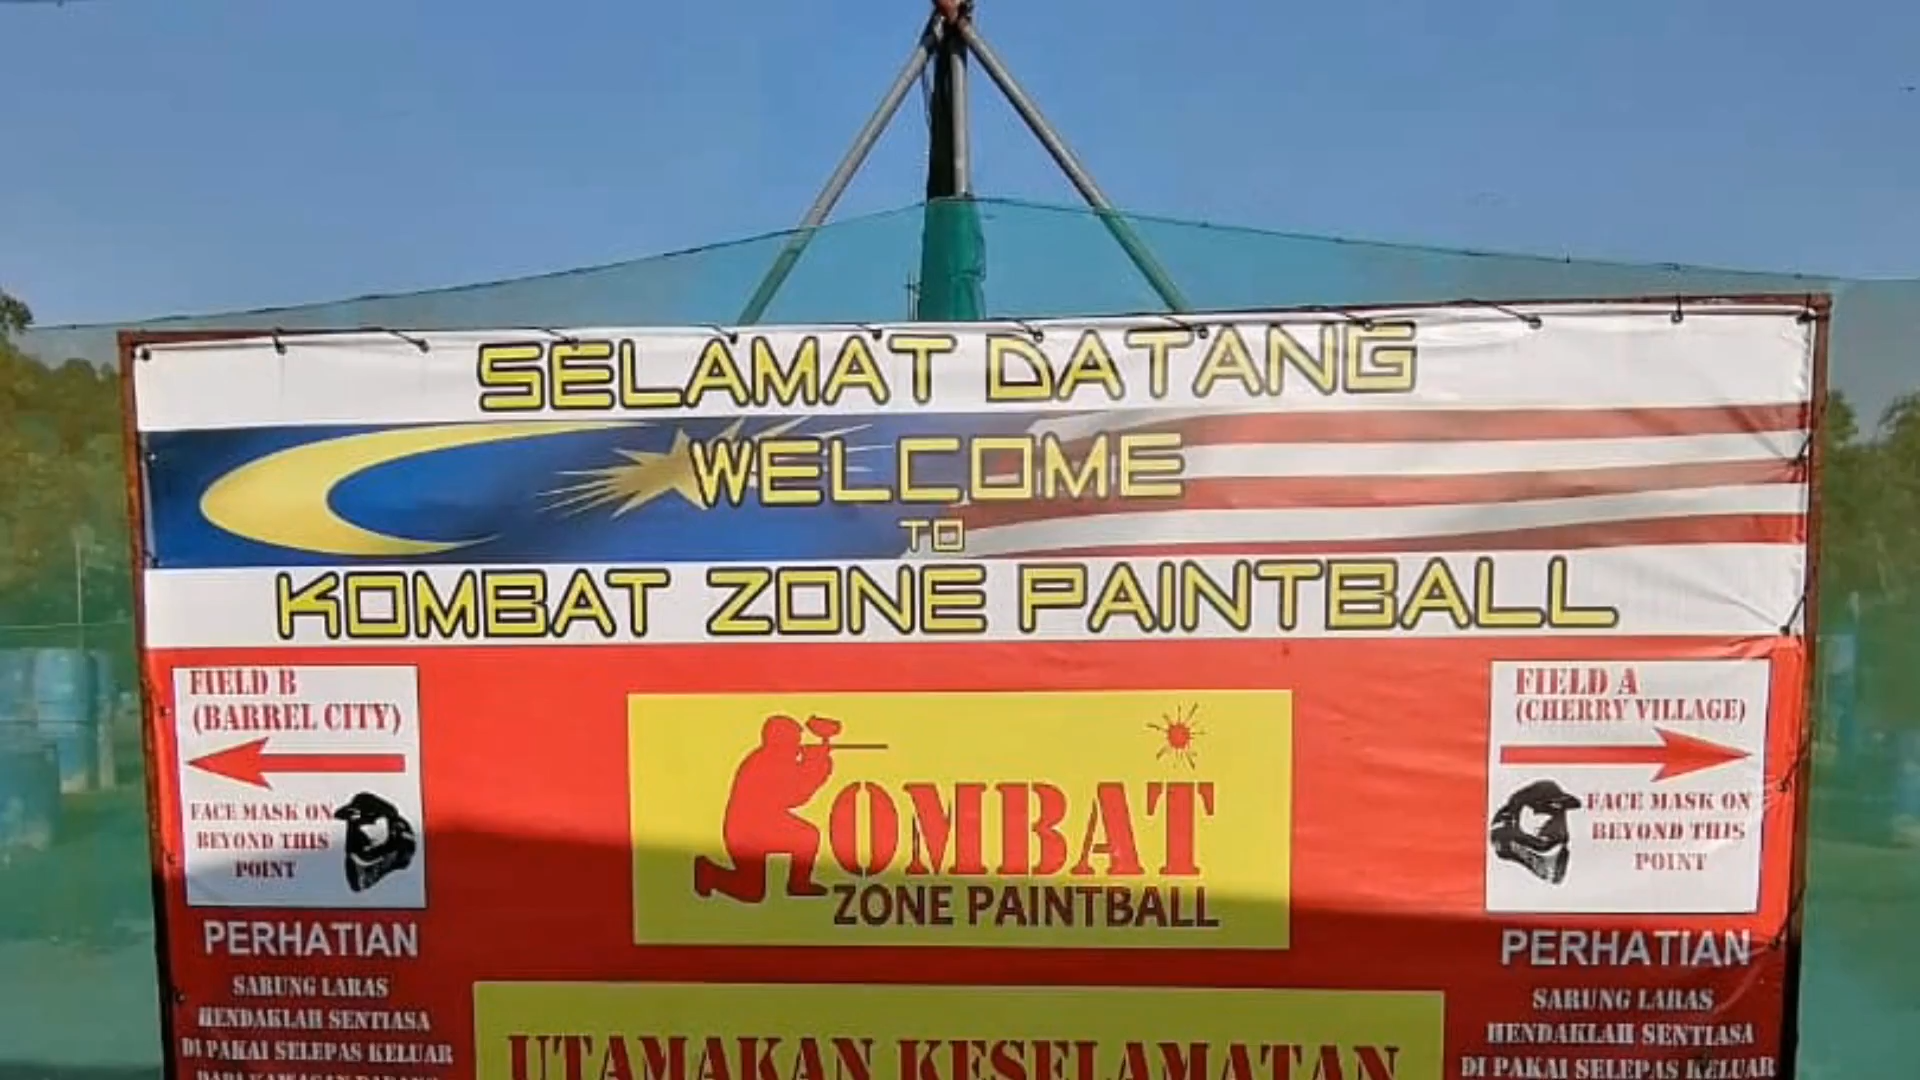 SELAMAT DATANG
WELCOME
TO
KOMBAT ZONE PAINTBALL
FIELD B
(BARREL CITY)
FACE MASK ON
BEYOND THIS
POINT
PERHATIAN
SARUNG LARAS
HENDAKLAH SENTIASA
DI PAKAI SELEPAS KELUAR
OMBAT
ZONE PAINTBALL
UTAMAKAN KESELAMATAN
FIELD A
(CHERRY VILLAGE)
FACE MASK ON
BEYOND THIS
POINT
PERHATIAN
SARUNG LARAS
HENDAKLAH SENTIASA
DI PAKAI SELEPAS KELUAR